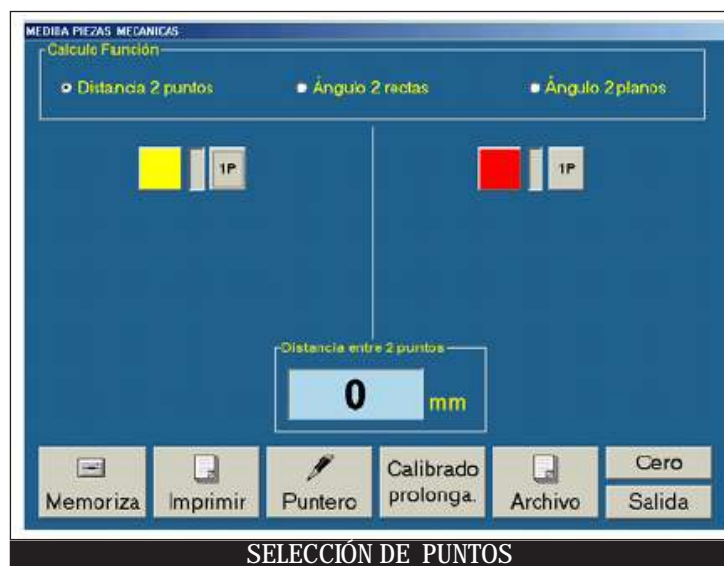 MEDIDA PIEZAS MECANICAS
Calculo Función
Distancia 2 puntos
Ángulo 2 rectas
Ángulo 2 planos
1P
1P
Distancia entre 2 puntos
0 mm
Memoriza
Imprimir
Puntero
Calibrado
prolonga.
Archivo
Cero
Salida
SELECCIÓN DE PUNTOS